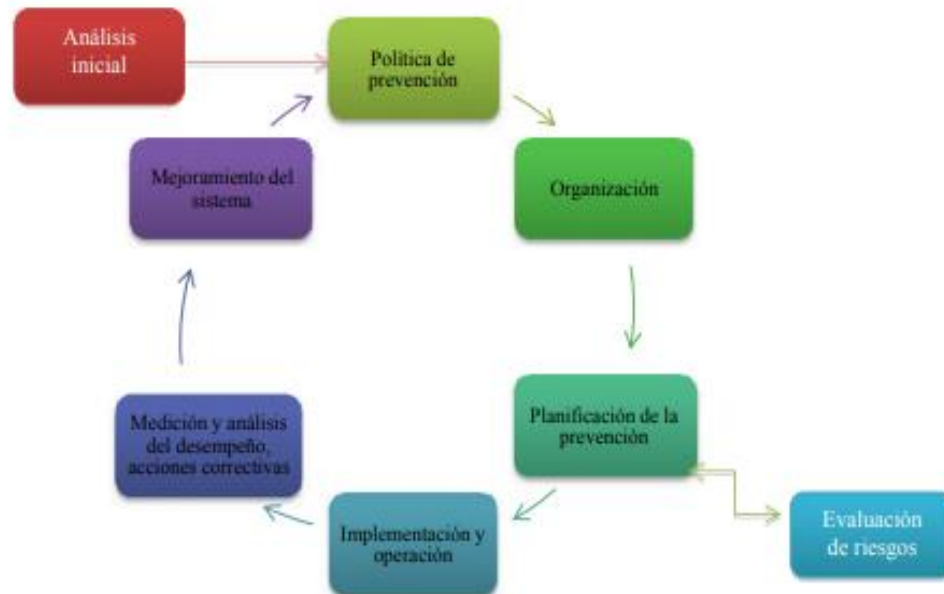 Análisis
inicial
Política de
prevención
Organización
Planificación de la
prevención
Evaluación
de riesgos
Implementación y
operación
Medición y análisis
del desempeño,
acciones correctivas
Mejoramiento del
sistema